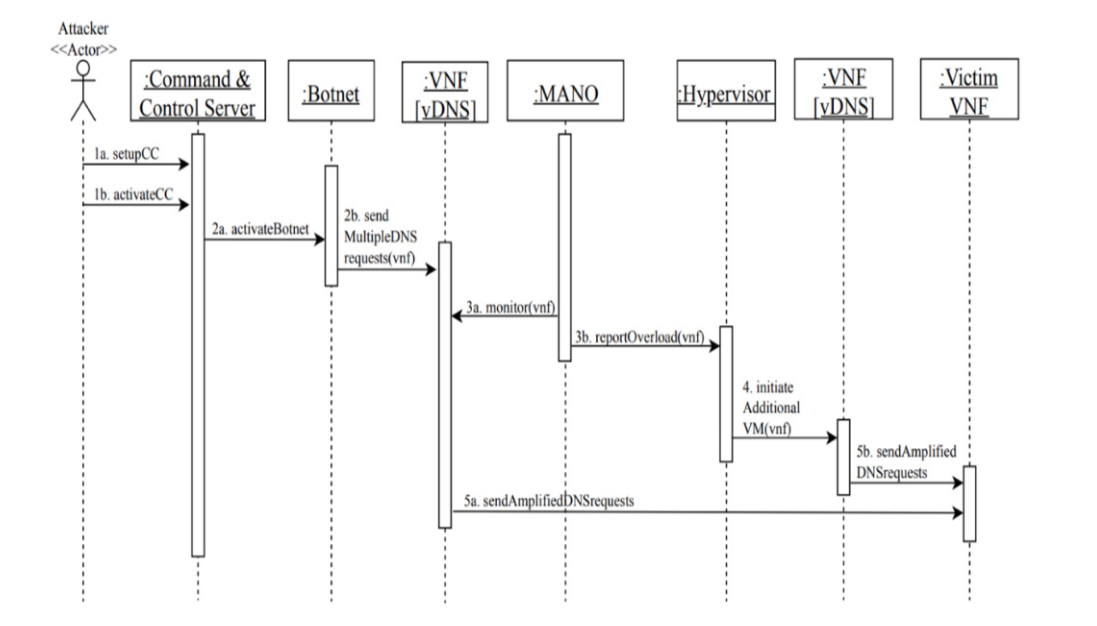 Attacker
<<Actor>>
:Command &
Control Server
:Botnet
:VNF
[vDNS]
:MANO
:Hypervisor
:VNF
[vDNS]
:Victim
VNF
1a. setupCC
1b. activateCC
2a. activateBotnet
2b. send
MultipleDNS
requests(vnf)
3a. monitor(vnf)
3b. reportOverload(vnf)
4. initiate
Additional
VM(vnf)
5b. sendAmplified
DNSrequests
5a. sendAmplifiedDNSrequests